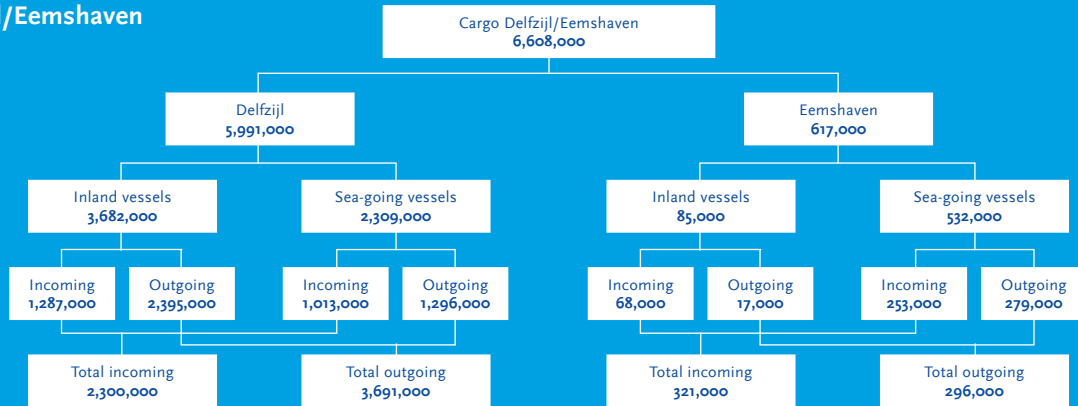 l/Eemshaven
Cargo Delfzijl/Eemshaven
6,608,000
Delfzijl
5,991,000
Eemshaven
617,000
Inland vessels
3,682,000
Sea-going vessels
2,309,000
Inland vessels
85,000
Sea-going vessels
532,000
Incoming
1,287,000
Outgoing
2,395,000
Incoming
1,013,000
Outgoing
1,296,000
Incoming
68,000
Outgoing
17,000
Incoming
253,000
Outgoing
279,000
Total incoming
2,300,000
Total outgoing
3,691,000
Total incoming
321,000
Total outgoing
296,000